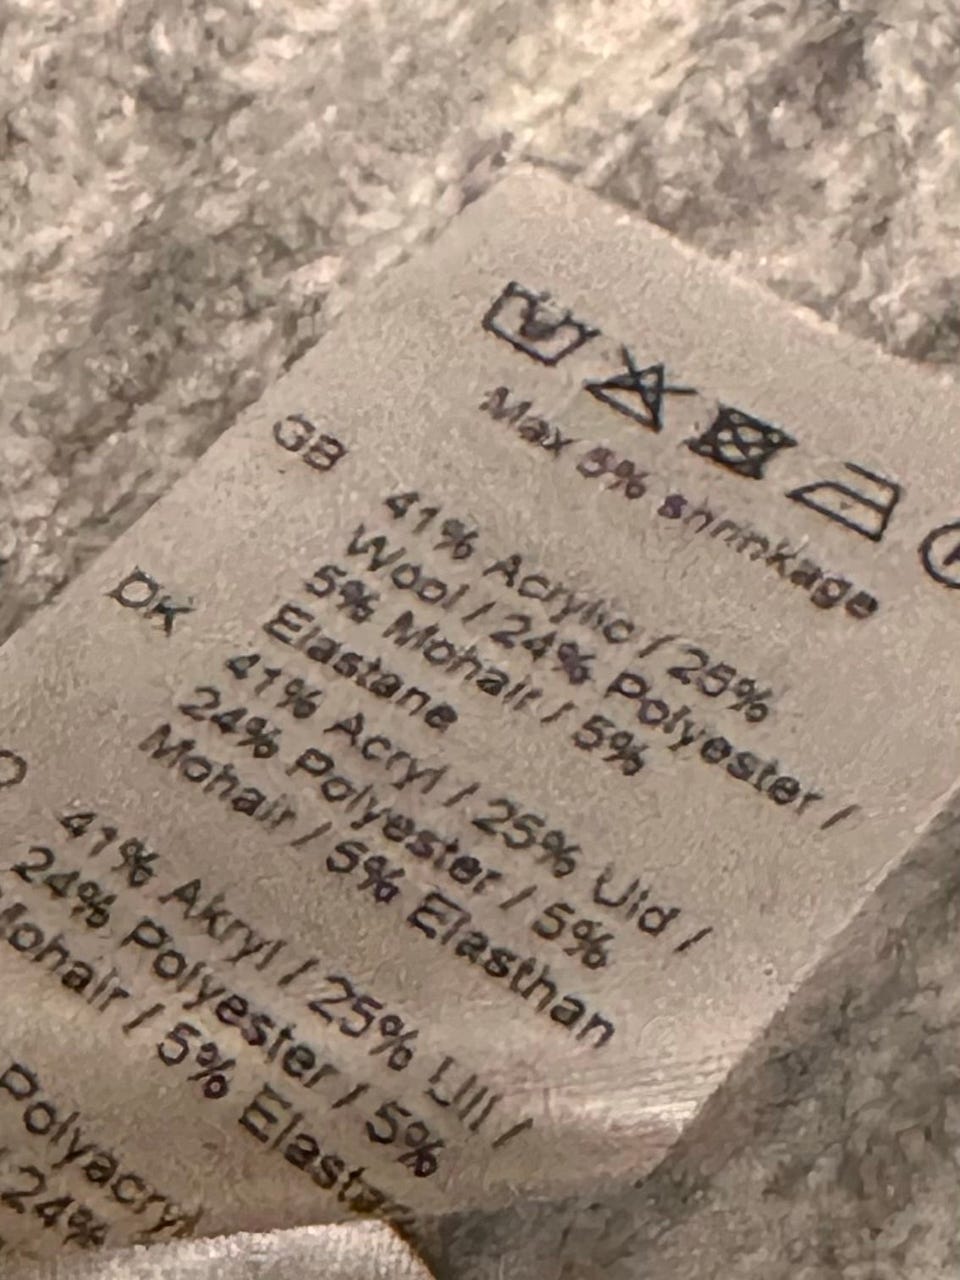 Max 5% shrinkage
GB
41% Acrylic / 25%
Wool / 24% Polyester /
5% Mohair / 5%
Elastane
DK
41% Acryl / 25% Uld /
24% Polyester / 5%
Mohair / 5% Elasthan
41% Akryl / 25% Ull /
24% Polyester / 5%
Mohair / 5%
Polyacryl
24%